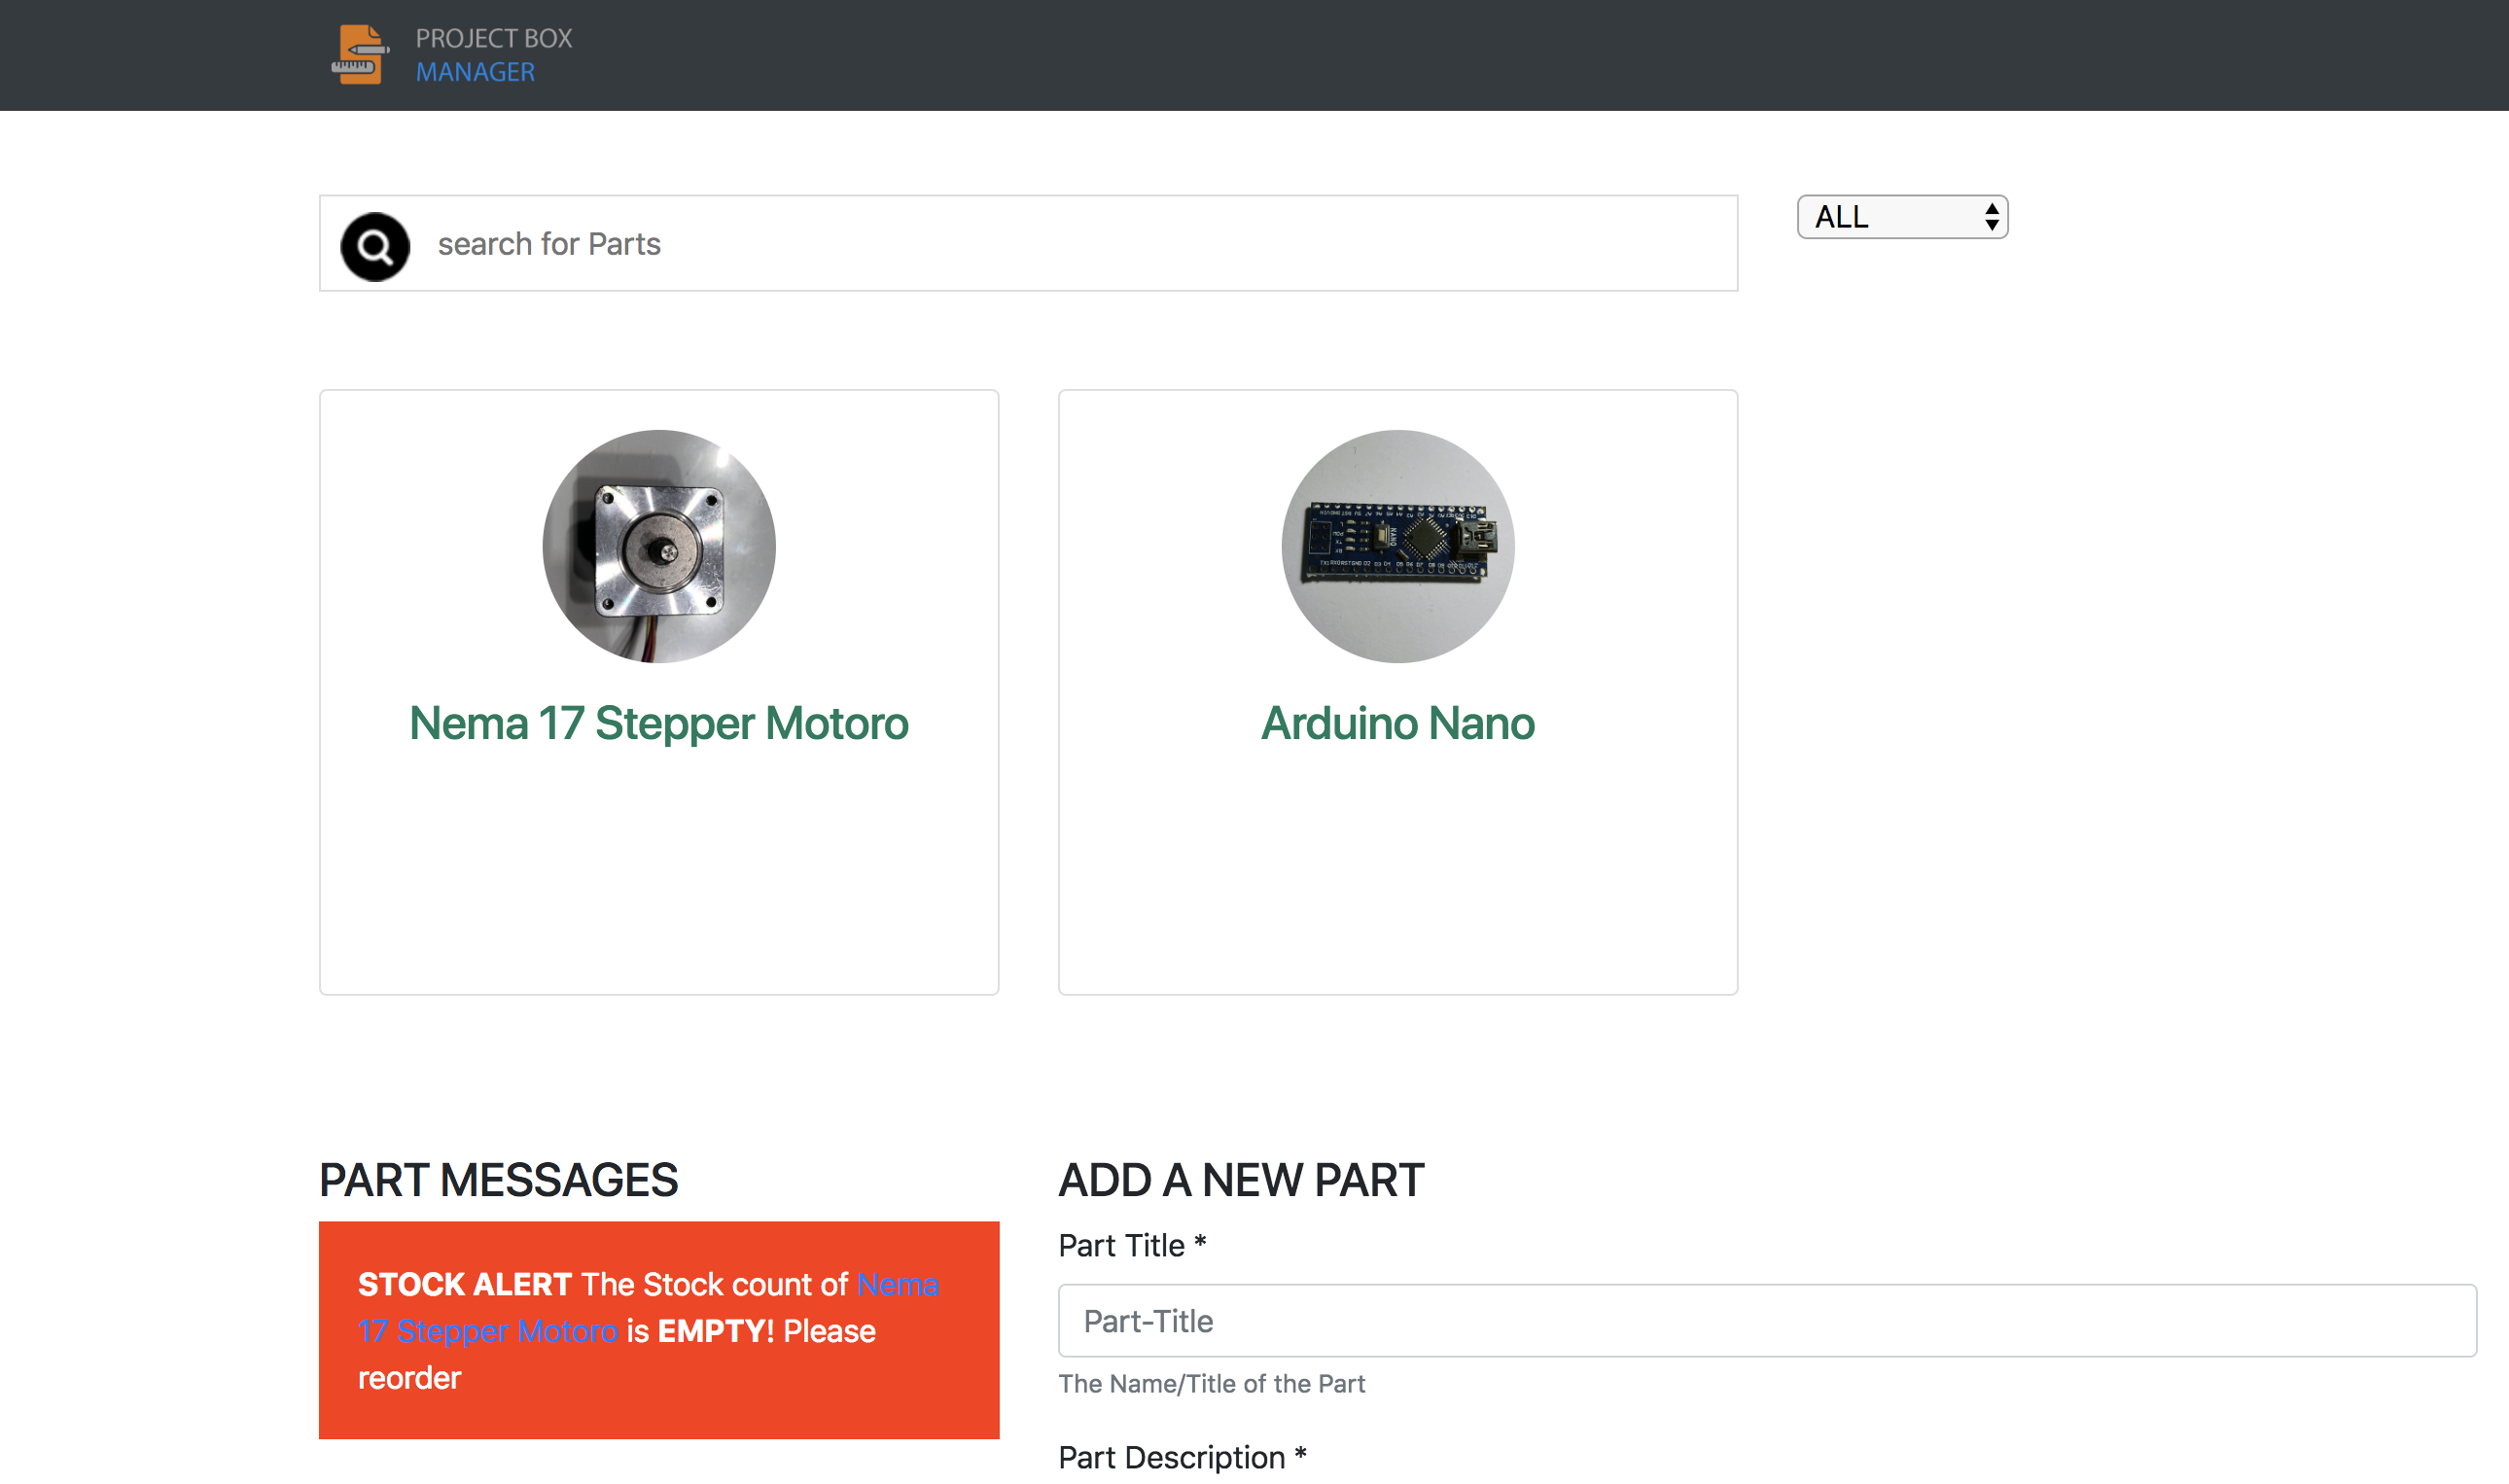 PROJECT BOX
MANAGER
search for Parts
ALL
NANO
Nema 17 Stepper Motoro
Arduino Nano
PART MESSAGES
STOCK ALERT The Stock count of Nema
17 Stepper Motoro is EMPTY! Please
reorder
ADD A NEW PART
Part Title *
Part-Title
The Name/Title of the Part
Part Description *